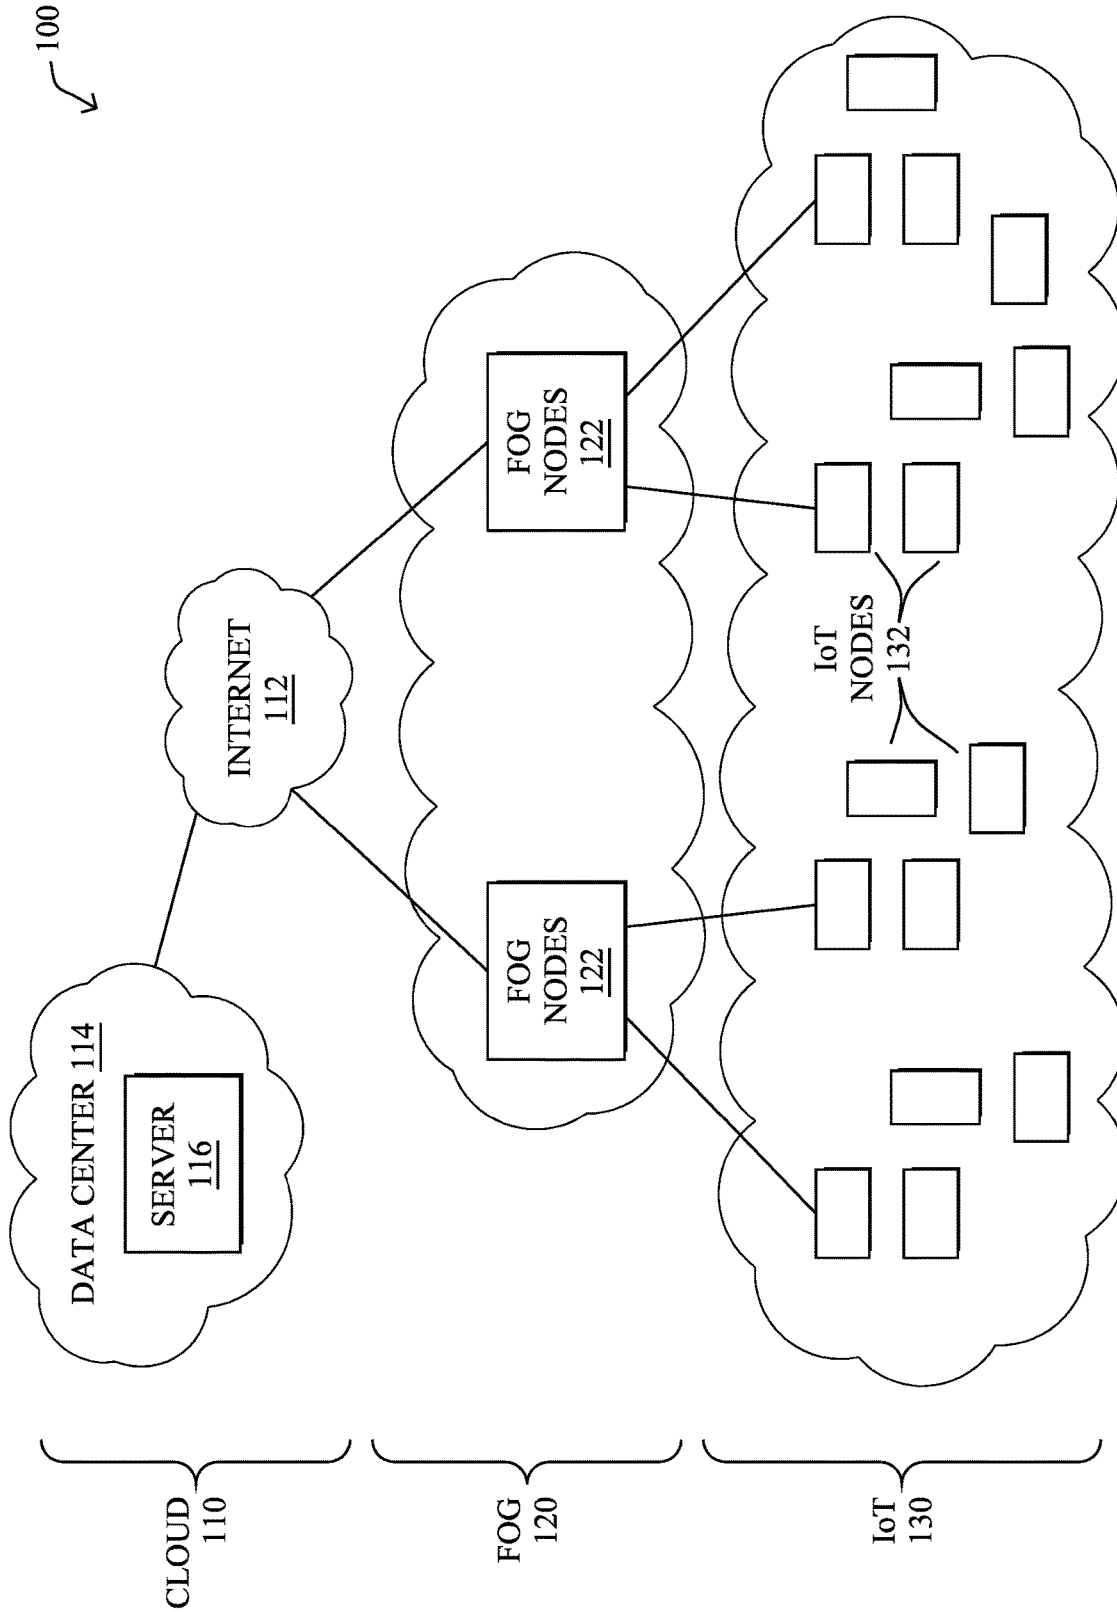 100
CLOUD
110
DATA CENTER 114
SERVER
116
INTERNET
112
FOG
120
FOG
NODES
122
FOG
NODES
122
IoT
130
IoT
NODES
132